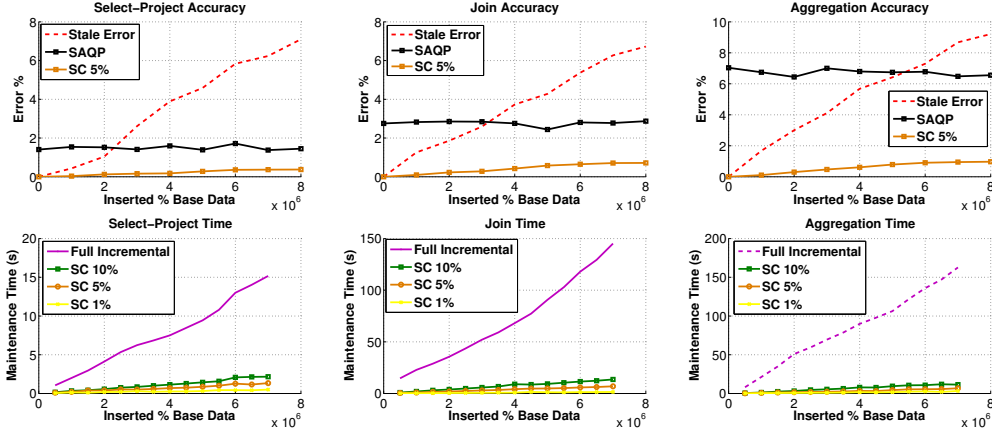 Select−Project Accuracy
Error %
8
6
4
2
0
Stale Error
SAQP
SC 5%
0 2 4 6 8
x 10^6
Inserted % Base Data
Join Accuracy
Error %
8
6
4
2
0
Stale Error
SAQP
SC 5%
0 2 4 6 8
x 10^6
Inserted % Base Data
Aggregation Accuracy
Error %
10
8
6
4
2
0
Stale Error
SAQP
SC 5%
0 2 4 6 8
x 10^6
Inserted % Base Data
Select−Project Time
Maintenance Time (s)
20
15
10
5
0
Full Incremental
SC 10%
SC 5%
SC 1%
0 2 4 6 8
x 10^6
Inserted % Base Data
Join Time
Maintenance Time (s)
150
100
50
0
Full Incremental
SC 10%
SC 5%
SC 1%
0 2 4 6 8
x 10^6
Inserted % Base Data
Aggregation Time
Maintenance Time (s)
200
150
100
50
0
Full Incremental
SC 10%
SC 5%
SC 1%
0 2 4 6 8
x 10^6
Inserted % Base Data